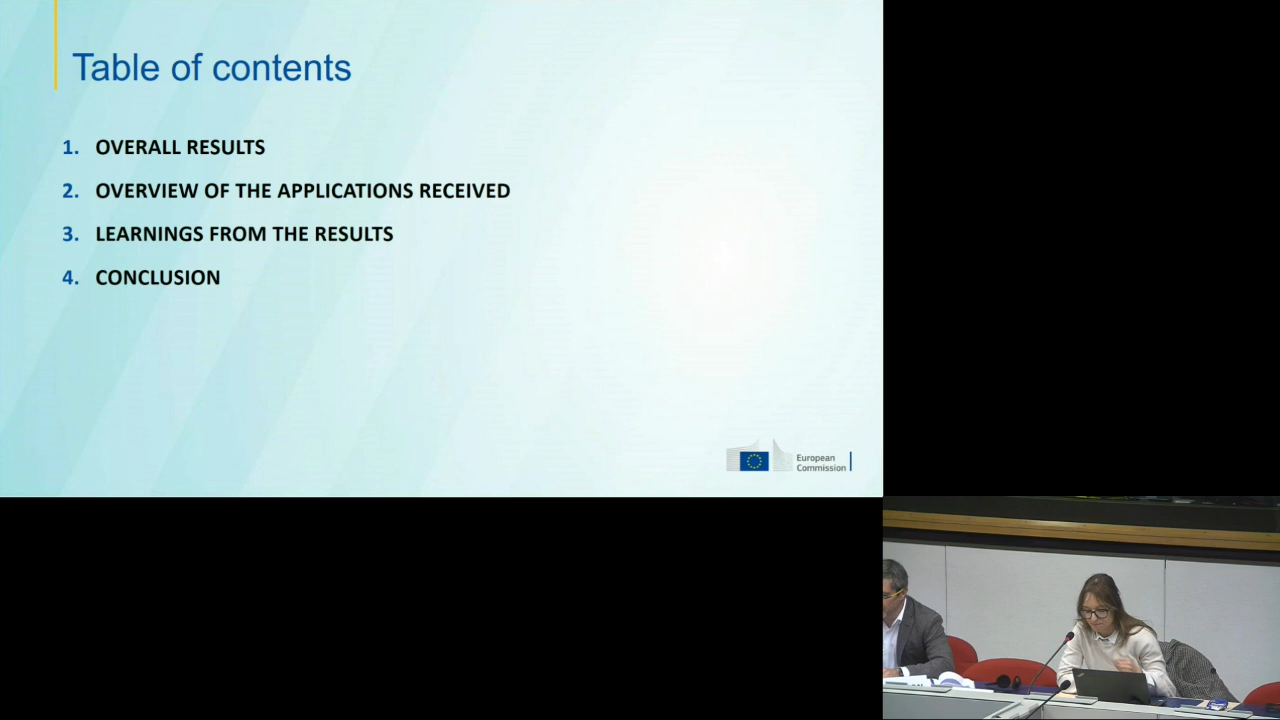 Table of contents
1. OVERALL RESULTS
2. OVERVIEW OF THE APPLICATIONS RECEIVED
3. LEARNINGS FROM THE RESULTS
4. CONCLUSION
European
Commission